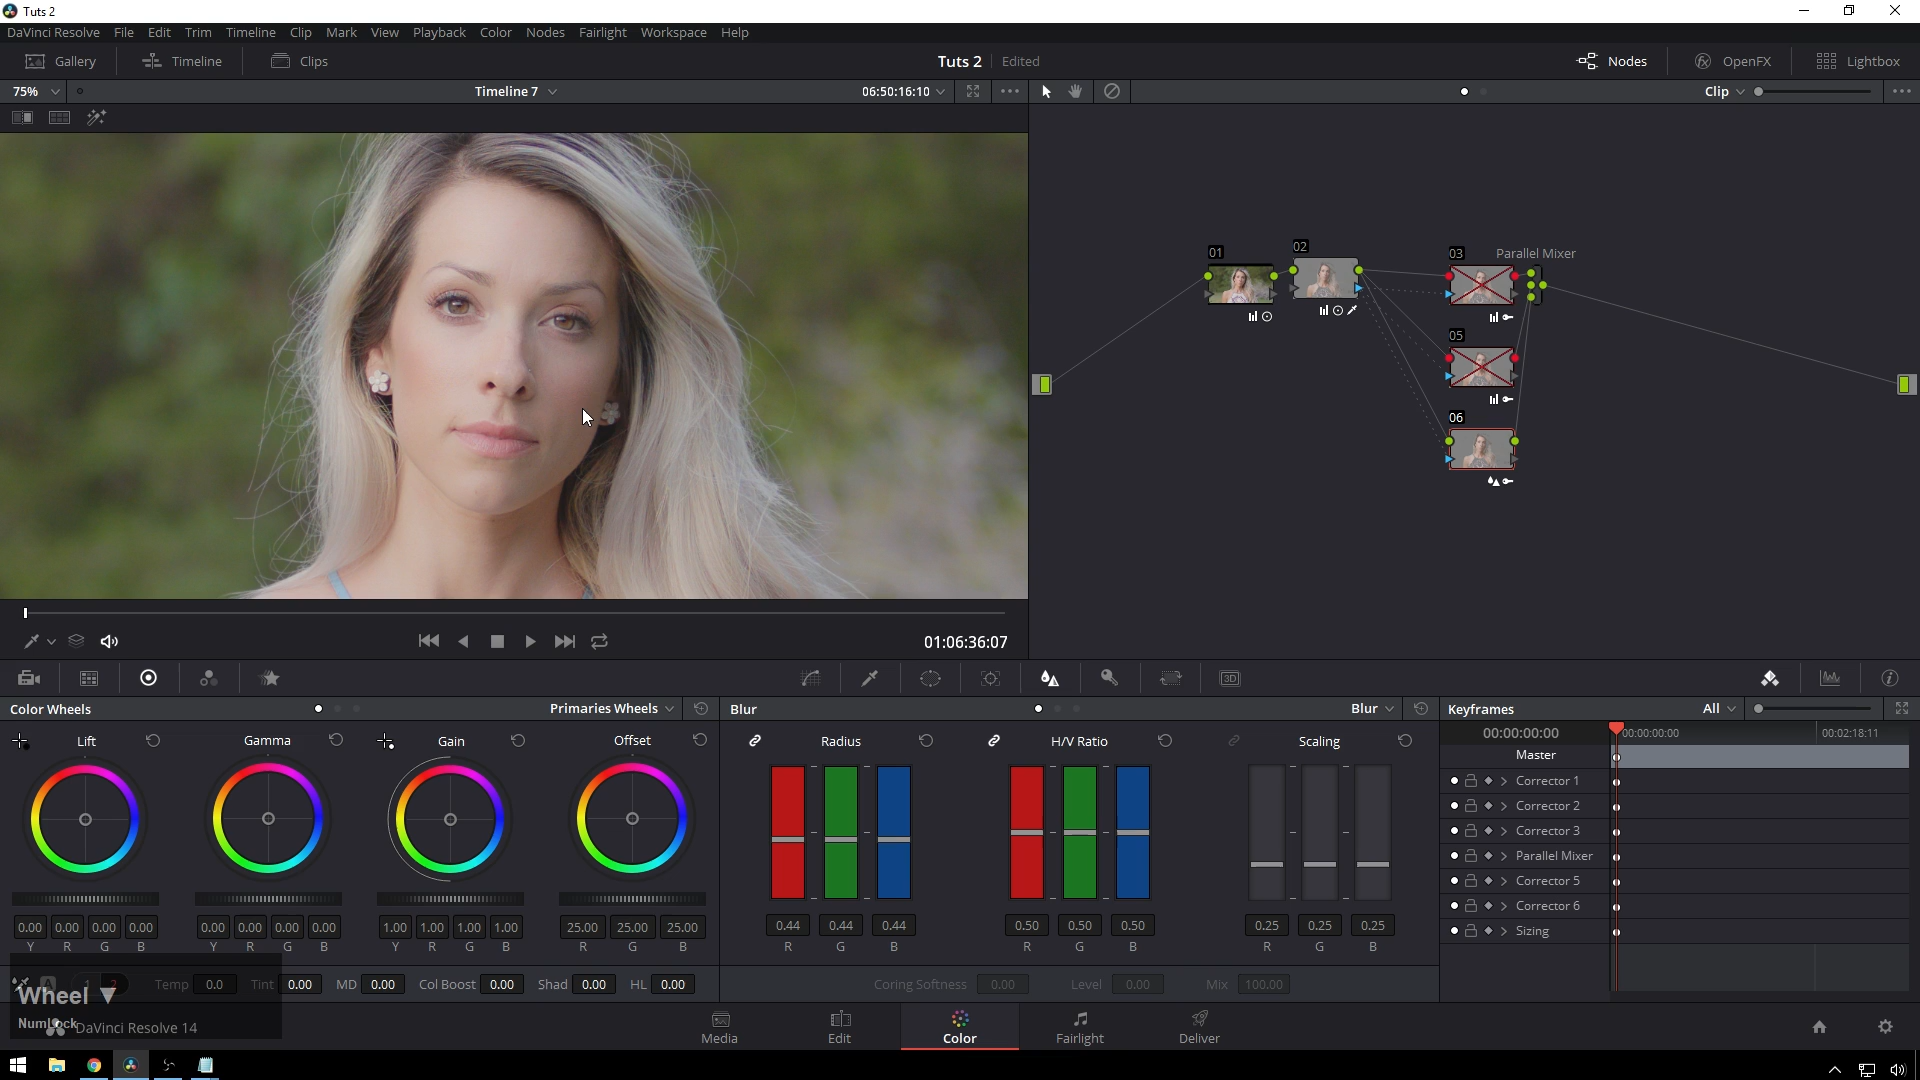 Tuts 2
DaVinci Resolve File Edit Trim Timeline Clip Mark View Playback Color Nodes Fairlight Workspace Help
Gallery Timeline Clips Tuts 2 Edited Nodes OpenFX Lightbox
75% Timeline 7 06:50:16:10 Clip
01 02 03 Parallel Mixer
05
06
01:06:36:07
3D
Color Wheels Primaries Wheels Blur Blur Keyframes All
Lift Gamma Gain Offset Radius H/V Ratio Scaling
00:00:00:00 00:00:00:00 00:02:18:11
Master
Corrector 1
Corrector 2
Corrector 3
Parallel Mixer
Corrector 5
Corrector 6
Sizing
0.00 0.00 0.00 0.00 0.00 0.00 0.00 0.00 1.00 1.00 1.00 1.00 25.00 25.00 25.00 0.44 0.44 0.44 0.50 0.50 0.50 0.25 0.25 0.25
Y R G B Y R G B Y R G B R G B R G B R G B R G B
A 1 2 Temp 0.0 Tint 0.00 MD 0.00 Col Boost 0.00 Shad 0.00 HL 0.00 Coring Softness 0.00 Level 0.00 Mix 100.00
Wheel ▼
NumLock
DaVinci Resolve 14
Media Edit Color Fairlight Deliver